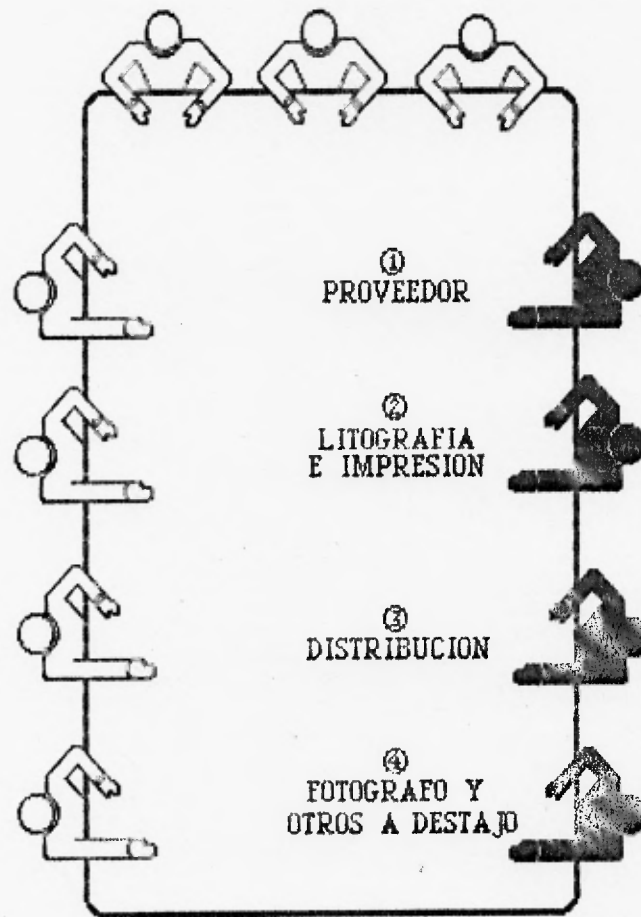 ①
PROVEEDOR
②
LITOGRAFIA
E IMPRESION
③
DISTRIBUCION
④
FOTOGRAFO Y
OTROS A DESTAJO